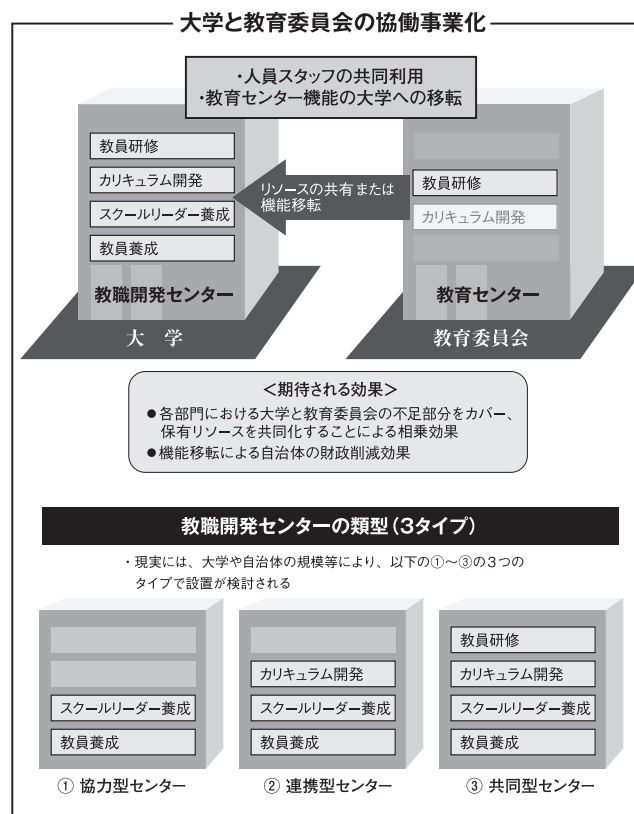 大学と教育委員会の協働事業化
・人員スタッフの共同利用
・教育センター機能の大学への移転
教員研修
カリキュラム開発
スクールリーダー養成
教員養成
教職開発センター
大 学
リソースの共有または
機能移転
教員研修
カリキュラム開発
教育センター
教育委員会
<期待される効果>
●各部門における大学と教育委員会の不足部分をカバー、
保有リソースを共同化することによる相乗効果
●機能移転による自治体の財政削減効果
教職開発センターの類型(3タイプ)
・現実には、大学や自治体の規模等により、以下の①〜③の3つの
タイプで設置が検討される
スクールリーダー養成
教員養成
① 協力型センター
カリキュラム開発
スクールリーダー養成
教員養成
② 連携型センター
教員研修
カリキュラム開発
スクールリーダー養成
教員養成
③ 共同型センター